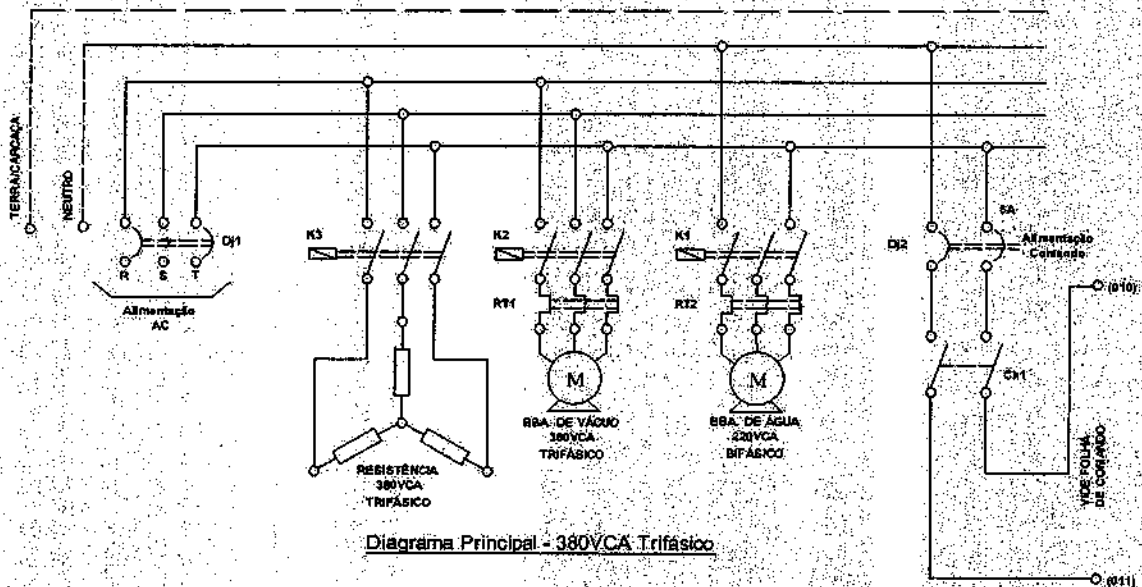 TERRA/CARCAÇA
NEUTRO
Dj1
R S T
Alimentação
AC
K3
RESISTÊNCIA
380VCA
TRIFÁSICO
K2
RT1
M
BBA. DE VÁCUO
380VCA
TRIFÁSICO
K1
RT2
M
BBA. DE ÁGUA
220VCA
BIFÁSICO
Dj2
6A
Alimentação
Comando
Ch1
(010)
VIDE FOLHA
DE COMANDO
(011)
Diagrama Principal - 380VCA Trifásico